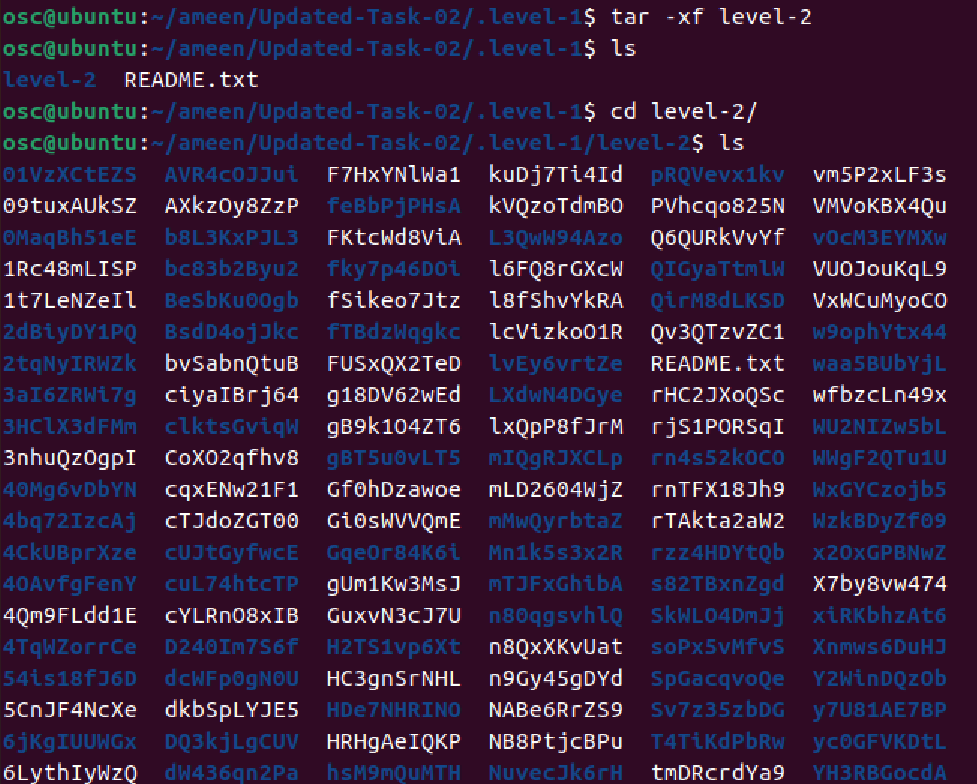 osc@ubuntu:~/ameen/Updated-Task-02/.level-1$ tar -xf level-2
osc@ubuntu:~/ameen/Updated-Task-02/.level-1$ ls
level-2 README.txt
osc@ubuntu:~/ameen/Updated-Task-02/.level-1$ cd level-2/
osc@ubuntu:~/ameen/Updated-Task-02/.level-1/level-2$ ls
01VzXCtEZS AVR4cOJJui F7HxYNlWa1 kuDj7Ti4Id pRQVevx1kv vm5P2xLF3s
09tuxAUkSZ AXkzOy8ZzP feBbPjPHsA kVQzoTdmBO PVhcqo825N VMVoKBX4Qu
0MaqBh51eE b8L3KxPJL3 FKtcWd8ViA L3QwW94Azo Q6QURkVvYf vOcM3EYMXw
1Rc48mLISP bc83b2Byu2 fky7p46DOi l6FQ8rGXcW QIGyaTtmlW VUOJouKqL9
1t7LeNZeIl BeSbKu0Ogb fSikeo7Jtz l8fShvYkRA QirM8dLKSD VxWCuMyoCO
2dBiyDY1PQ BsdD4ojJkc fTBdzWqgkc lcVizkoO1R Qv3QTzvZC1 w9ophYtx44
2tqNyIRWZk bvSabnQtuB FUSxQX2TeD lvEy6vrtZe README.txt waa5BUbYjL
3aI6ZRWi7g ciyaIBrj64 g18DV62wEd LXdwN4DGye rHC2JXoQSc wfbzcLn49x
3HClX3dFMm clktsGviqW gB9k1O4ZT6 lxQpP8fJrM rjS1PORSqI WU2NIZw5bL
3nhuQzOgpI CoXO2qfhv8 gBT5u0vLT5 mIQgRJXCLp rn4s52kOCO WWgF2QTu1U
40Mg6vDbYN cqxENw21F1 Gf0hDzawoe mLD2604WjZ rnTFX18Jh9 WxGYCzojb5
4bq72IzcAj cTJdoZGT00 Gi0sWVVQmE mMwQyrbtaZ rTAkta2aW2 WzkBDyZf09
4CkUBprXze cUJtGyfwcE GqeOr84K6i Mn1k5s3x2R rzz4HDYtQb x2OxGPBNwZ
4OAvfgFenY cuL74htcTP gUm1Kw3MsJ mTJFxGhibA s82TBxnZgd X7by8vw474
4Qm9FLdd1E cYLRnO8xIB GuxvN3cJ7U n80qgsvhlQ SkWLO4DmJj xiRKbhzAt6
4TqWZorrCe D240Im7S6f H2TS1vp6Xt n8QxXKvUat soPx5vMfvS Xnmws6DuHJ
54is18fJ6D dcWFp0gN0U HC3gnSrNHL n9Gy45gDYd SpGacqvoQe Y2WinDQzOb
5CnJF4NcXe dkbSpLYJE5 HDe7NHRINO NABe6RrZS9 Sv7z35zbDG y7U81AE7BP
6jKgIUUWGx DQ3kjLgCUV HRHgAeIQKP NB8PtjcBPu T4TiKdPbRw yc0GFVKDtL
6LythIyWzQ dW436qn2Pa hsM9mQuMTH NuvecJk6rH tmDRcrdYa9 YH3RBGocdA